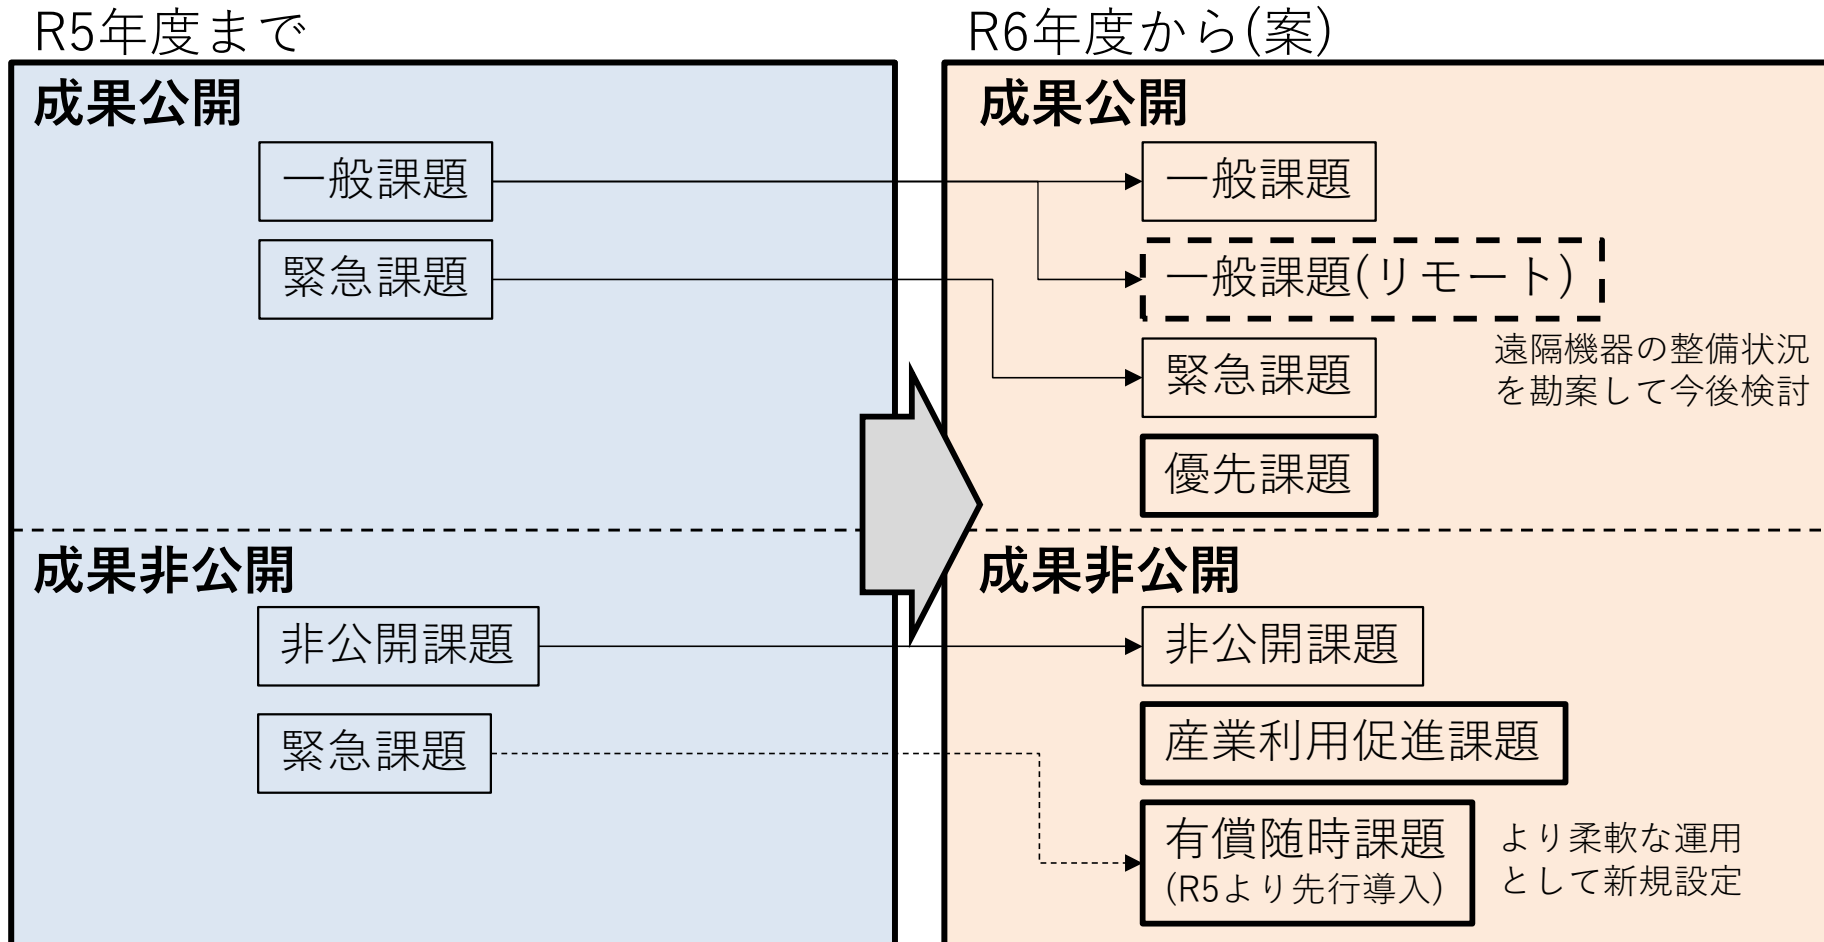 R5年度まで
成果公開
一般課題
緊急課題
成果非公開
非公開課題
緊急課題
R6年度から(案)
成果公開
一般課題
一般課題(リモート)
遠隔機器の整備状況
を勘案して今後検討
緊急課題
優先課題
成果非公開
非公開課題
産業利用促進課題
有償随時課題
(R5より先行導入)
より柔軟な運用
として新規設定